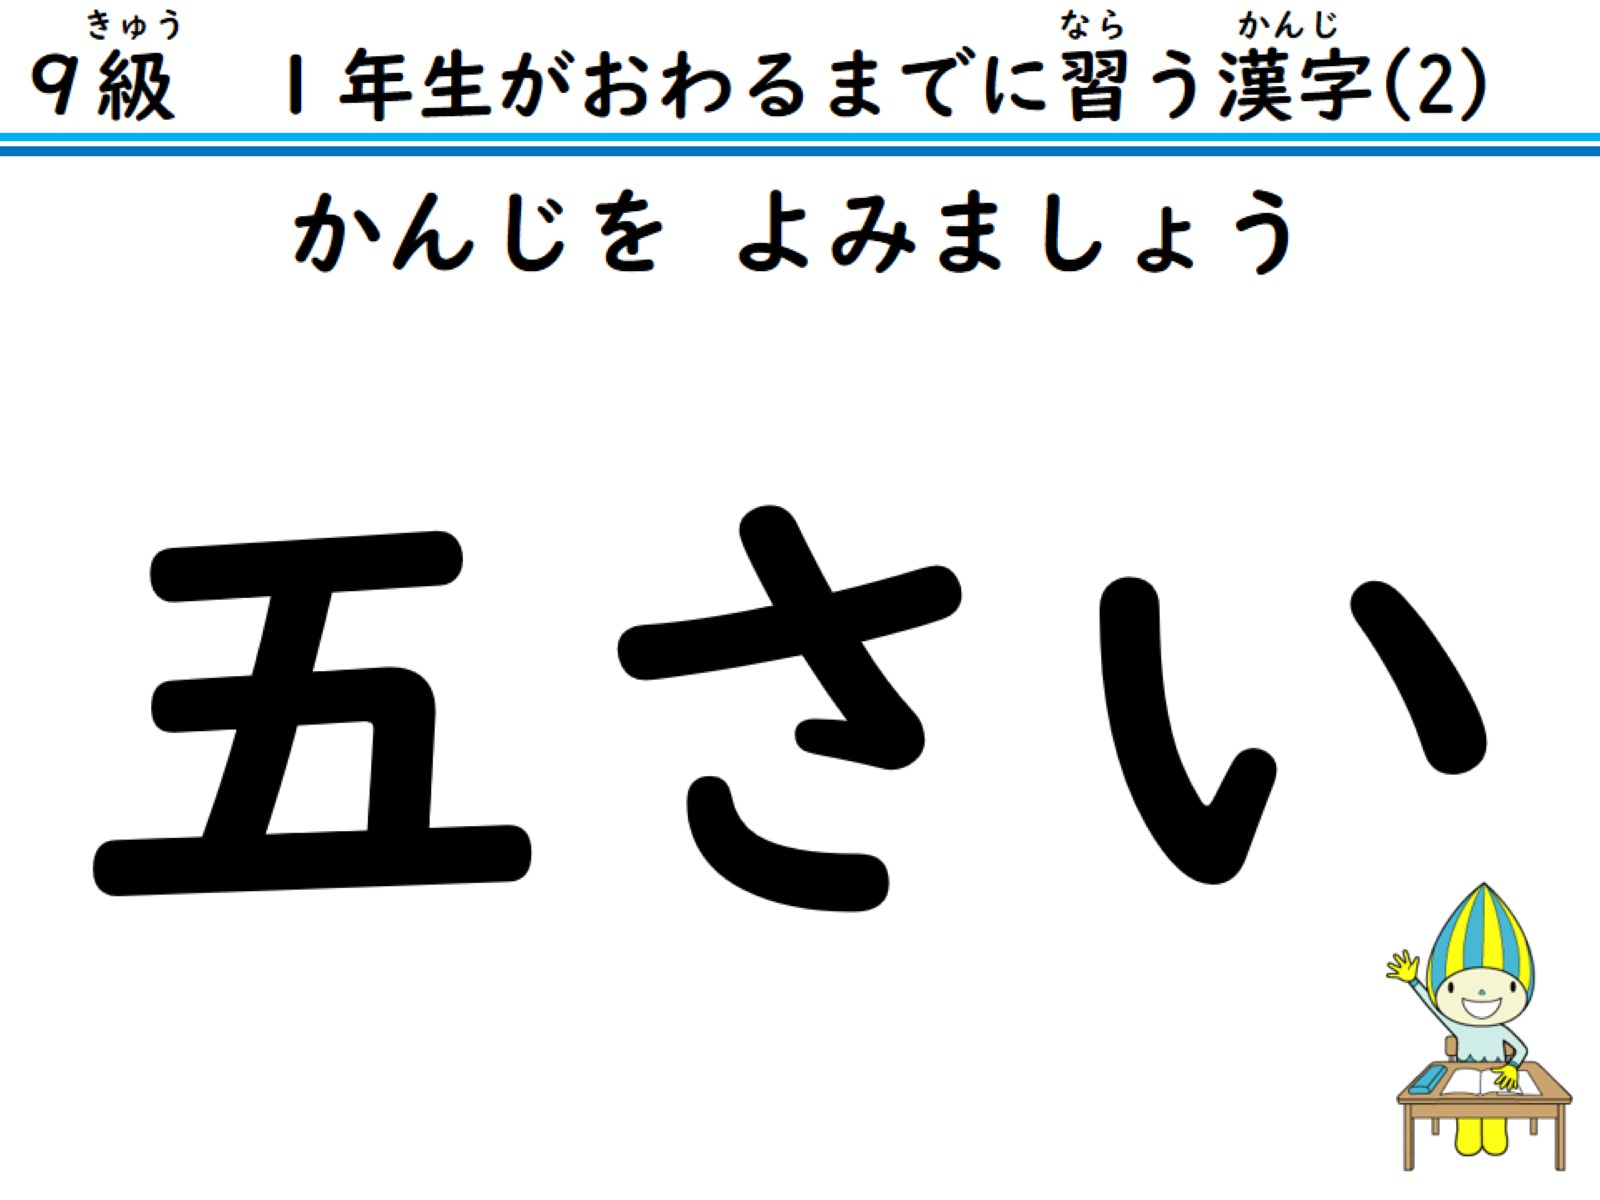 きゅう なら かんじ
9級 1年生がおわるまでに習う漢字(2)
かんじを よみましょう
五さい